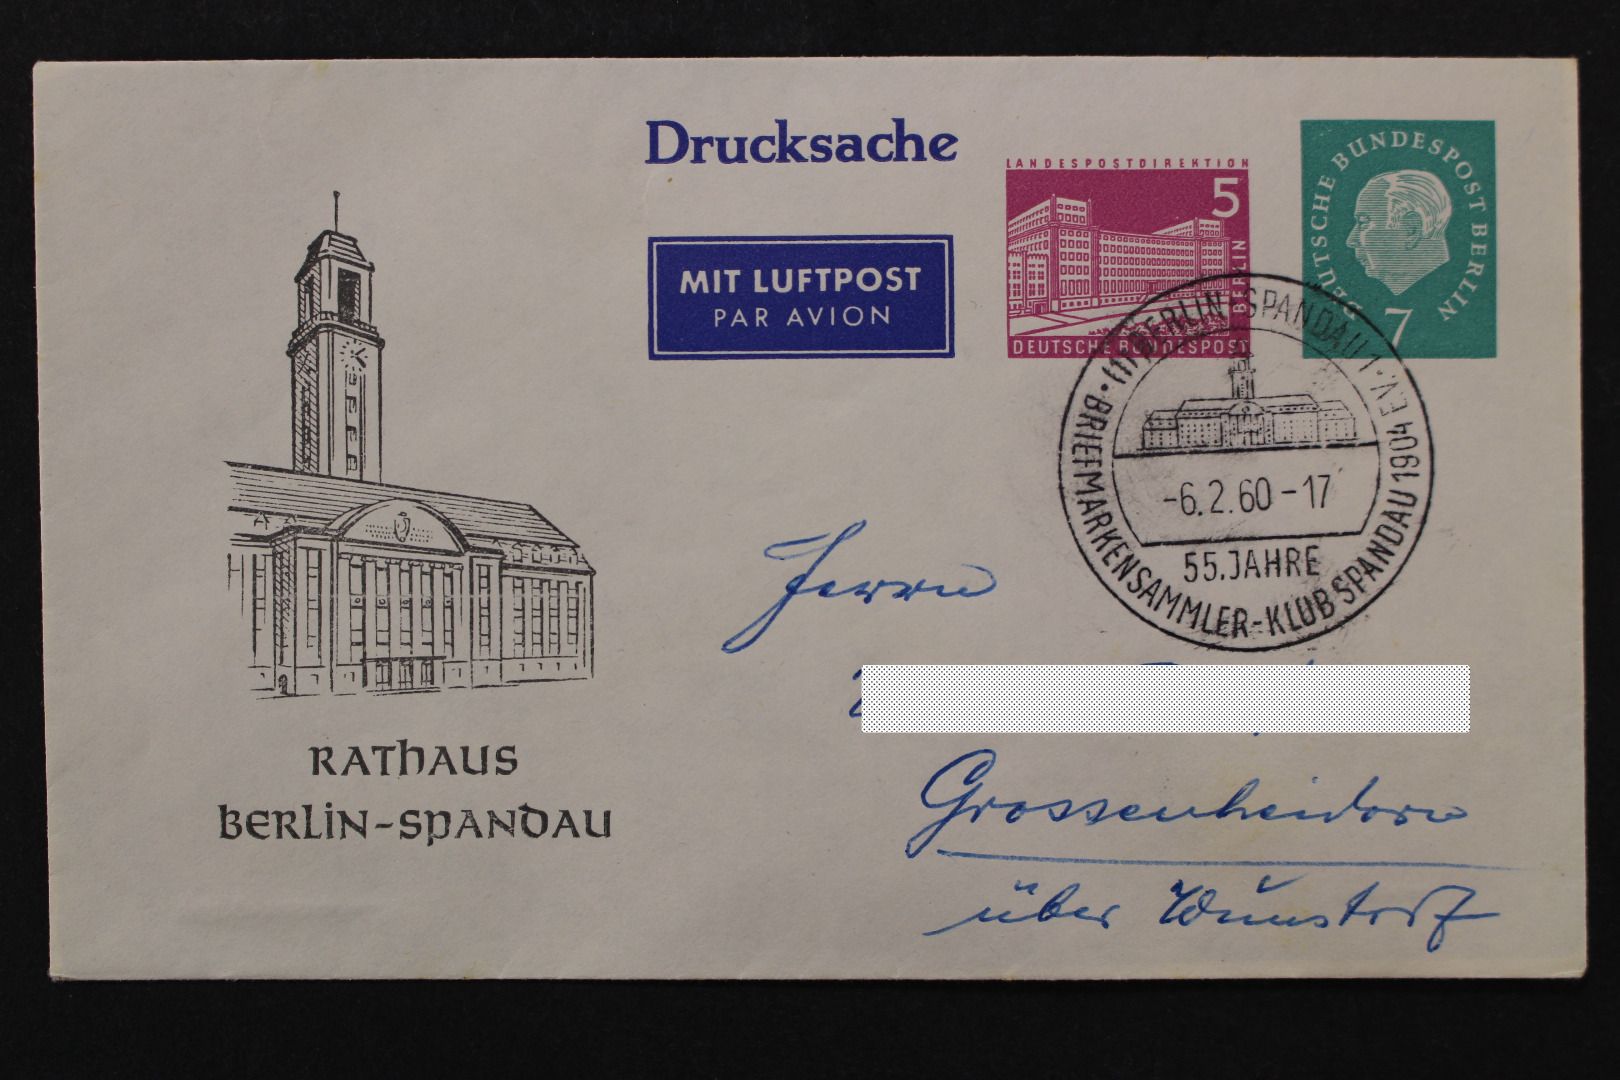 Drucksache
MIT LUFTPOST
PAR AVION
LANDESPOSTDIREKTION
5
BERLIN
DEUTSCHE BUNDESPOST
DEUTSCHE BUNDESPOST BERLIN
7
(1) BERLIN-SPANDAU 1
-6.2.60-17
55.JAHRE
BRIEFMARKENSAMMLER-KLUB SPANDAU 1904 E.V.
RATHAUS
BERLIN-SPANDAU
Herrn
Grossenheidorn
über Wunstorf